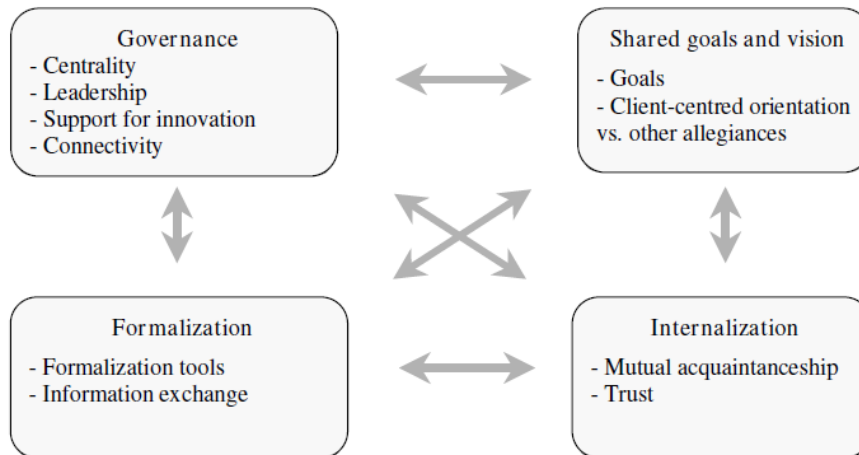 Governance
- Centrality
- Leadership
- Support for innovation
- Connectivity
Shared goals and vision
- Goals
- Client-centred orientation
vs. other allegiances
Formalization
- Formalization tools
- Information exchange
Internalization
- Mutual acquaintanceship
- Trust